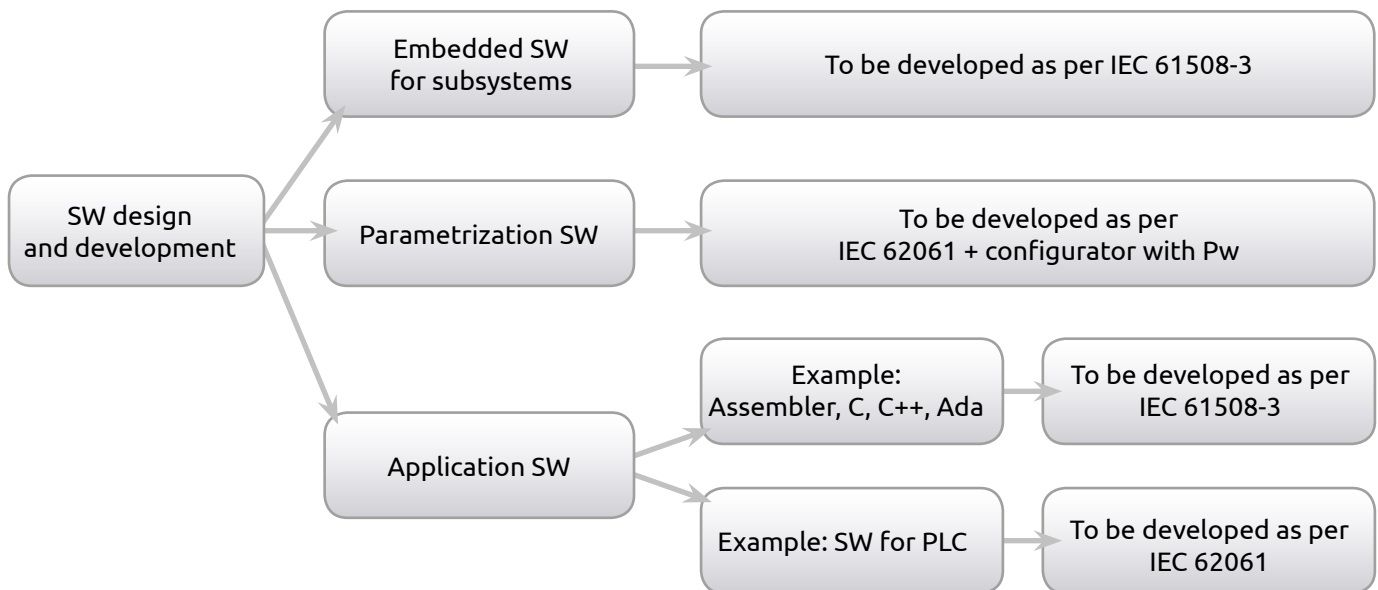 Embedded SW
for subsystems
To be developed as per IEC 61508-3
SW design
and development
Parametrization SW
To be developed as per
IEC 62061 + configurator with Pw
Application SW
Example:
Assembler, C, C++, Ada
To be developed as per
IEC 61508-3
Example: SW for PLC
To be developed as per
IEC 62061